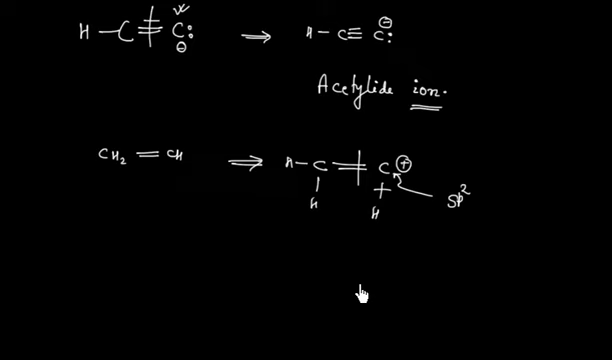 H — C ≡ C: ⊖ ⟹ H — C ≡ C: ⊖
Acetylide ion.
CH₂ = CH ⟹ H — C = C ⊕
H H SP²